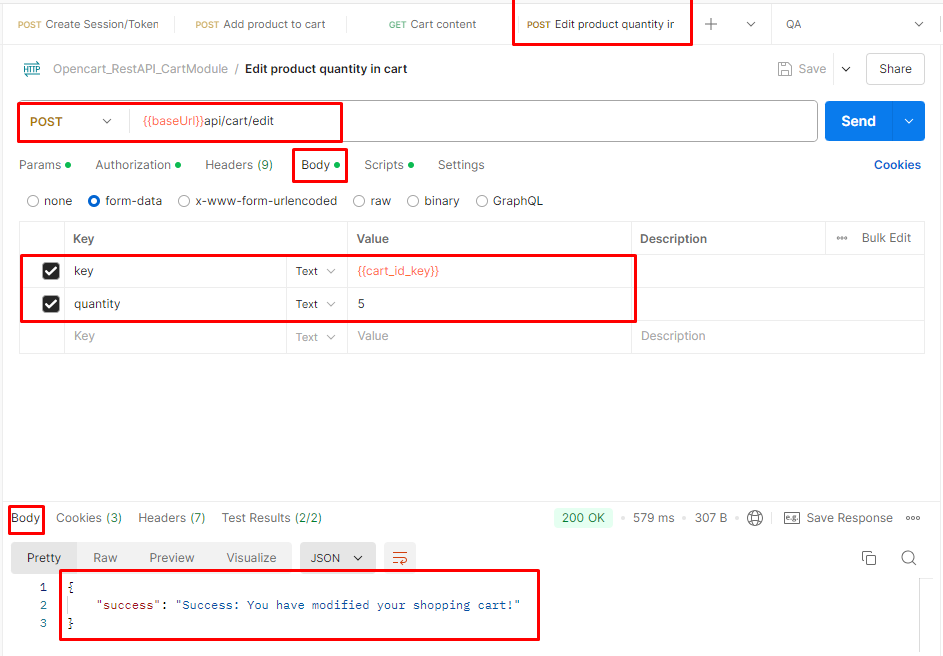 POST Create Session/Token POST Add product to cart GET Cart content POST Edit product quantity ir QA
HTTP Opencart_RestAPI_CartModule / Edit product quantity in cart Save Share
POST {{baseUrl}}api/cart/edit Send
Params Authorization Headers (9) Body Scripts Settings Cookies
none form-data x-www-form-urlencoded raw binary GraphQL
Key Value Description Bulk Edit
key Text {{cart_id_key}}
quantity Text 5
Key Text Value Description
Body Cookies (3) Headers (7) Test Results (2/2) 200 OK 579 ms 307 B e.g. Save Response
Pretty Raw Preview Visualize JSON
1 {
2 "success": "Success: You have modified your shopping cart!"
3 }